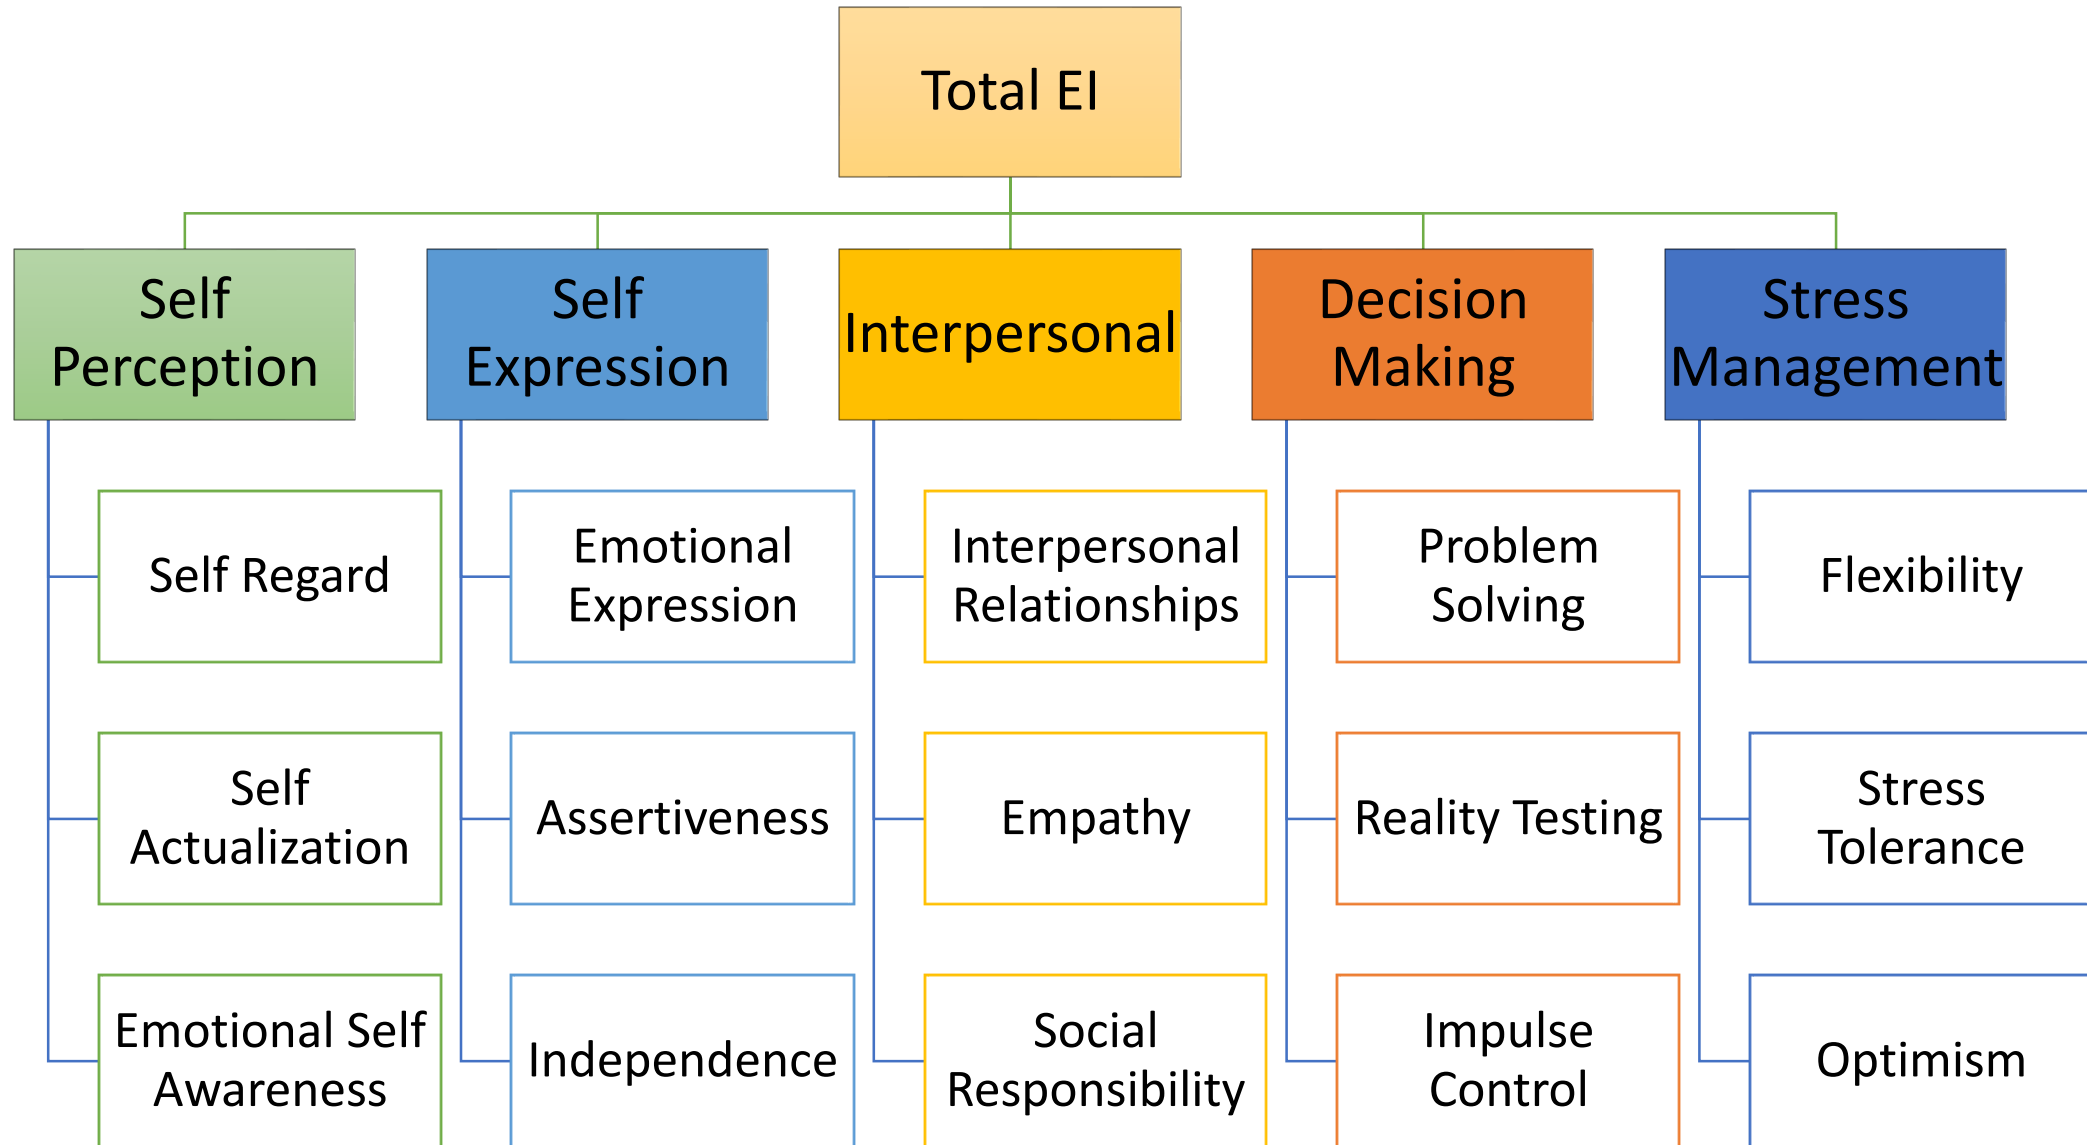 Total EI
Self
Perception
Self
Expression
Interpersonal
Decision
Making
Stress
Management
Self Regard
Self
Actualization
Emotional Self
Awareness
Emotional
Expression
Assertiveness
Independence
Interpersonal
Relationships
Empathy
Social
Responsibility
Problem
Solving
Reality Testing
Impulse
Control
Flexibility
Stress
Tolerance
Optimism